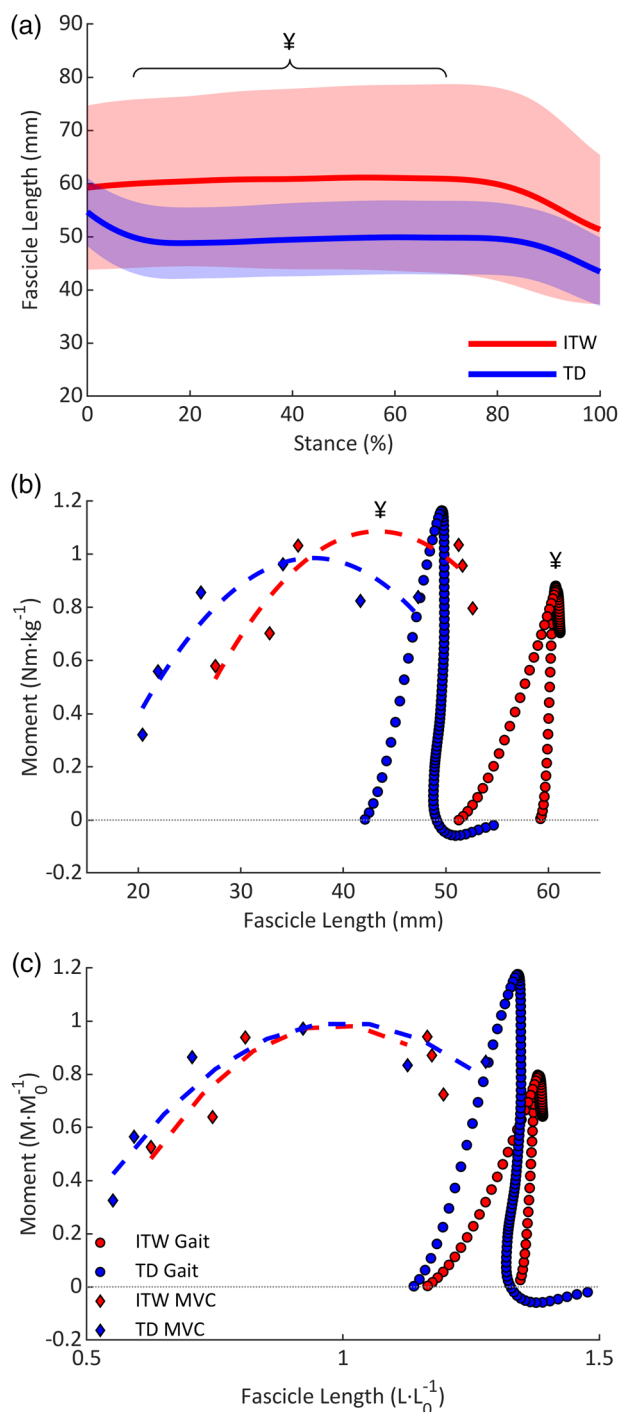 (a)
¥
90
80
70
60
50
40
30
20
Fascicle Length (mm)
ITW
TD
0
20
40
60
80
100
Stance (%)
(b)
¥
¥
1.2
1
0.8
0.6
0.4
0.2
0
-0.2
Moment (Nm·kg⁻¹)
20
30
40
50
60
Fascicle Length (mm)
(c)
1.2
1
0.8
0.6
0.4
0.2
0
-0.2
Moment (M·M₀⁻¹)
ITW Gait
TD Gait
ITW MVC
TD MVC
0.5
1
1.5
Fascicle Length (L·L₀⁻¹)